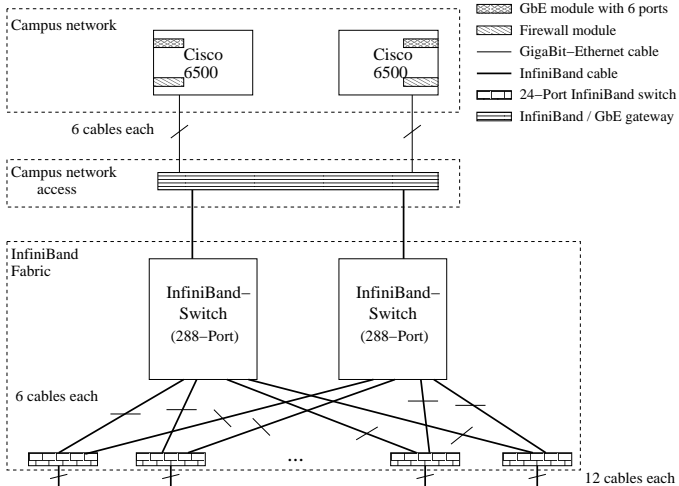 Campus network
Cisco
6500
Cisco
6500
GbE module with 6 ports
Firewall module
GigaBit–Ethernet cable
InfiniBand cable
24–Port InfiniBand switch
InfiniBand / GbE gateway
6 cables each
Campus network
access
InfiniBand
Fabric
InfiniBand–
Switch
(288–Port)
InfiniBand–
Switch
(288–Port)
6 cables each
...
12 cables each